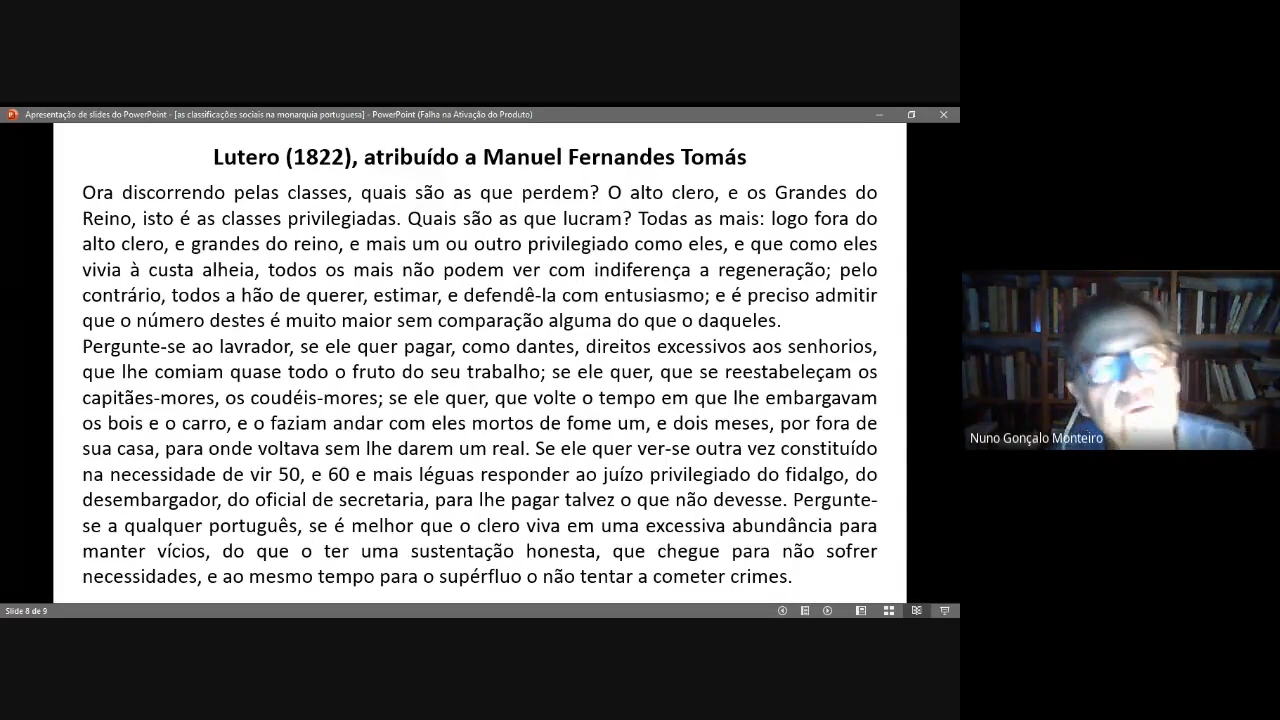 Apresentação de slides do PowerPoint - [as classificações sociais na monarquia portuguesa] - PowerPoint (Falha na Ativação do Produto)
Lutero (1822), atribuído a Manuel Fernandes Tomás
Ora discorrendo pelas classes, quais são as que perdem? O alto clero, e os Grandes do
Reino, isto é as classes privilegiadas. Quais são as que lucram? Todas as mais: logo fora do
alto clero, e grandes do reino, e mais um ou outro privilegiado como eles, e que como eles
vivia à custa alheia, todos os mais não podem ver com indiferença a regeneração; pelo
contrário, todos a hão de querer, estimar, e defendê-la com entusiasmo; e é preciso admitir
que o número destes é muito maior sem comparação alguma do que o daqueles.
Pergunte-se ao lavrador, se ele quer pagar, como dantes, direitos excessivos aos senhorios,
que lhe comiam quase todo o fruto do seu trabalho; se ele quer, que se reestabeleçam os
capitães-mores, os coudéis-mores; se ele quer, que volte o tempo em que lhe embargavam
os bois e o carro, e o faziam andar com eles mortos de fome um, e dois meses, por fora de
sua casa, para onde voltava sem lhe darem um real. Se ele quer ver-se outra vez constituído
na necessidade de vir 50, e 60 e mais léguas responder ao juízo privilegiado do fidalgo, do
desembargador, do oficial de secretaria, para lhe pagar talvez o que não devesse. Pergunte-
se a qualquer português, se é melhor que o clero viva em uma excessiva abundância para
manter vícios, do que o ter uma sustentação honesta, que chegue para não sofrer
necessidades, e ao mesmo tempo para o supérfluo o não tentar a cometer crimes.
Slide 8 de 9
Nuno Gonçalo Monteiro